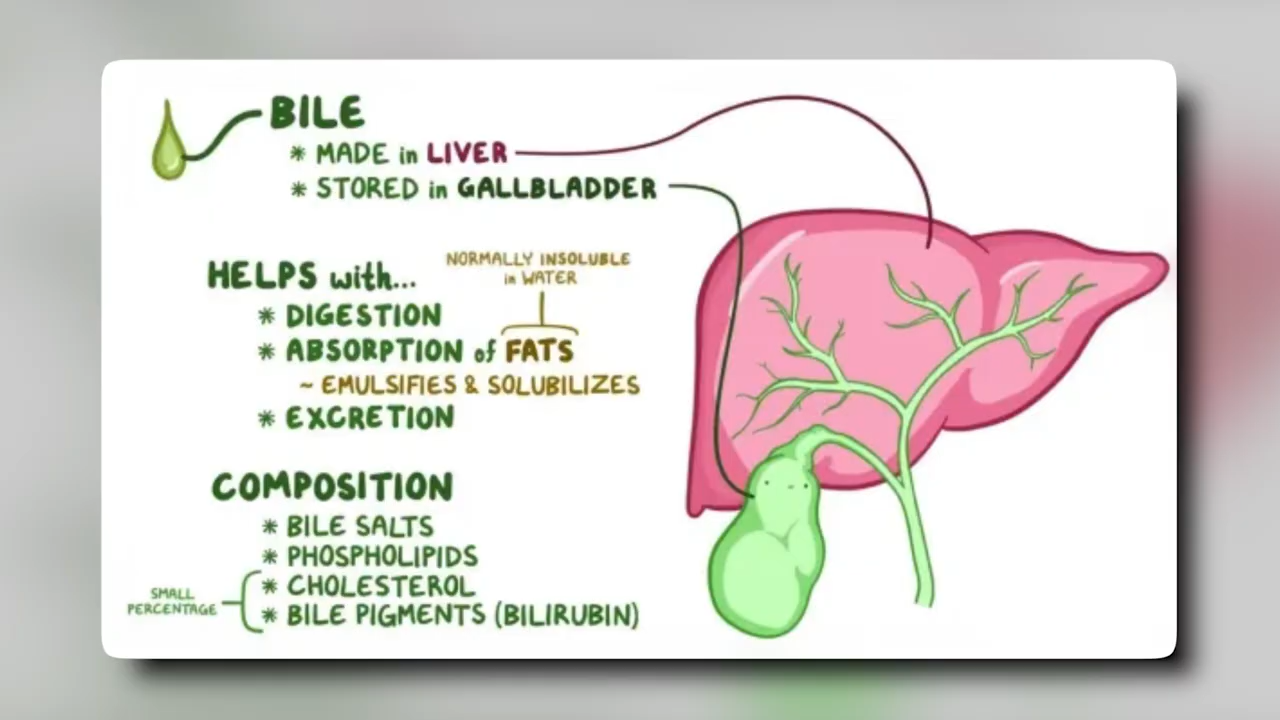 BILE
* MADE in LIVER
* STORED in GALLBLADDER
HELPS with...
NORMALLY INSOLUBLE
in WATER
* DIGESTION
* ABSORPTION of FATS
~ EMULSIFIES & SOLUBILIZES
* EXCRETION
COMPOSITION
* BILE SALTS
* PHOSPHOLIPIDS
* CHOLESTEROL
* BILE PIGMENTS (BILIRUBIN)
SMALL
PERCENTAGE